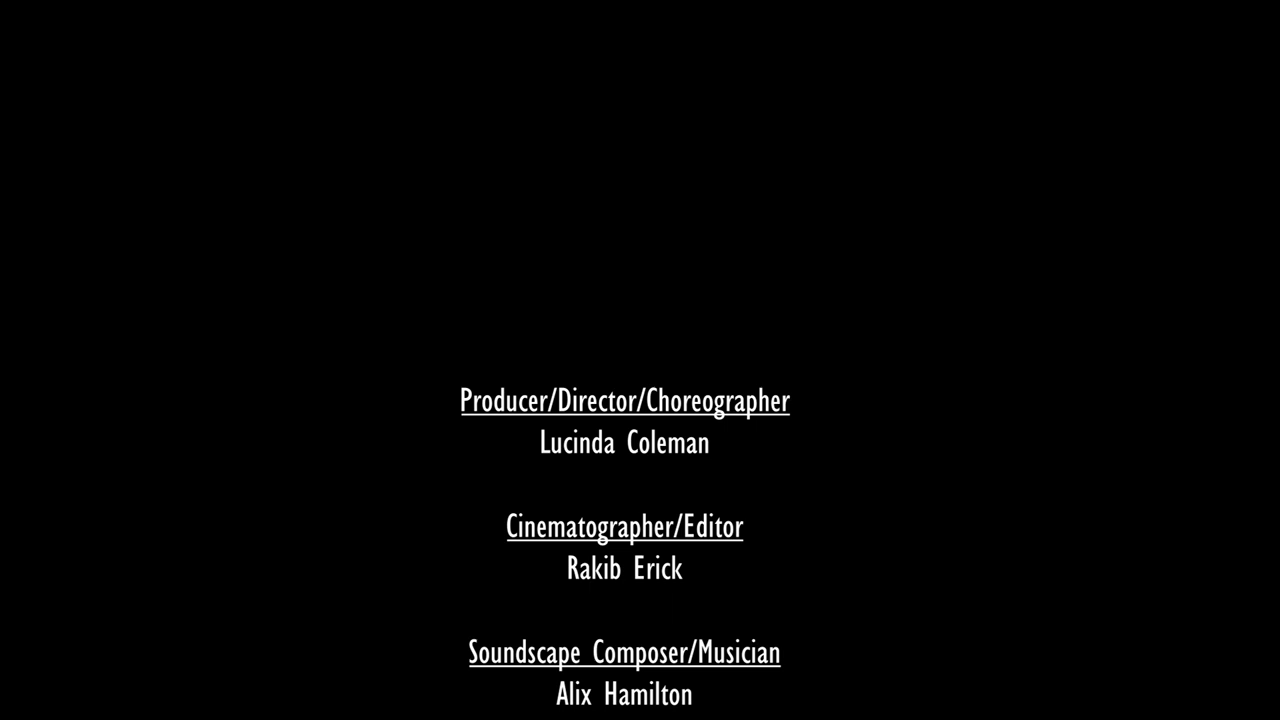 Producer/Director/Choreographer
Lucinda Coleman
Cinematographer/Editor
Rakib Erick
Soundscape Composer/Musician
Alix Hamilton